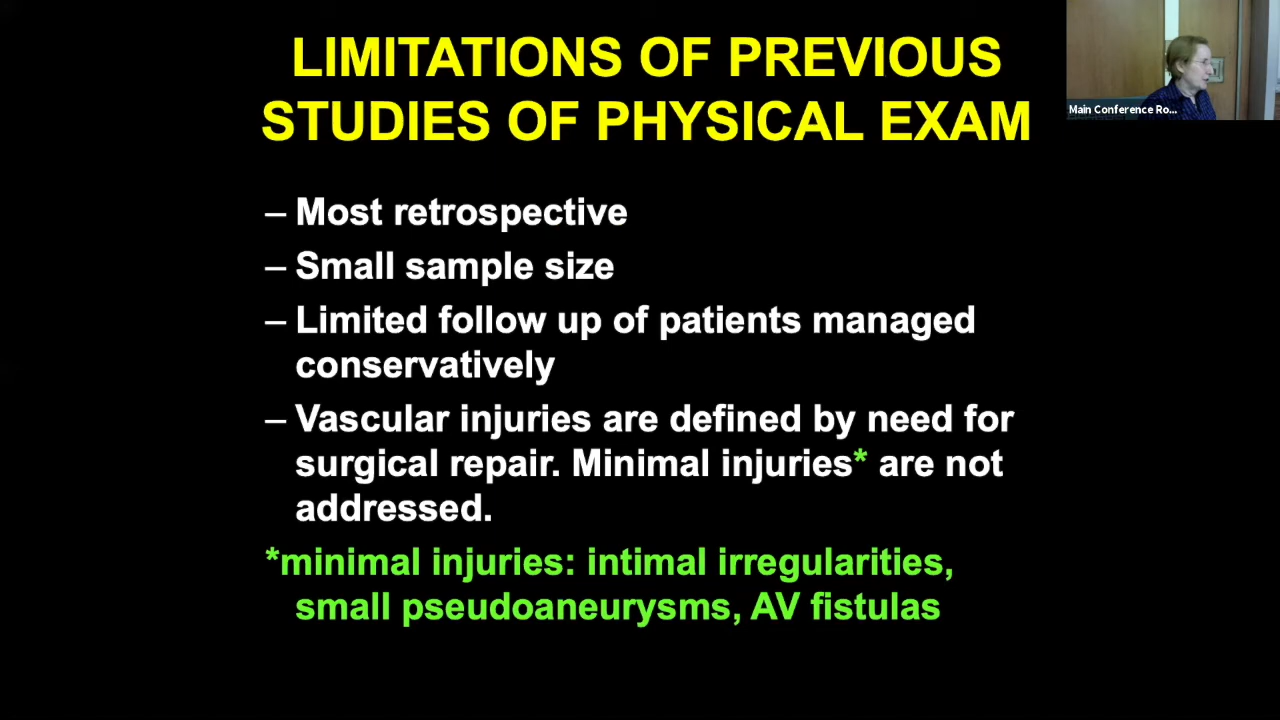 LIMITATIONS OF PREVIOUS
STUDIES OF PHYSICAL EXAM
Main Conference Ro...
– Most retrospective
– Small sample size
– Limited follow up of patients managed
conservatively
– Vascular injuries are defined by need for
surgical repair. Minimal injuries* are not
addressed.
*minimal injuries: intimal irregularities,
small pseudoaneurysms, AV fistulas